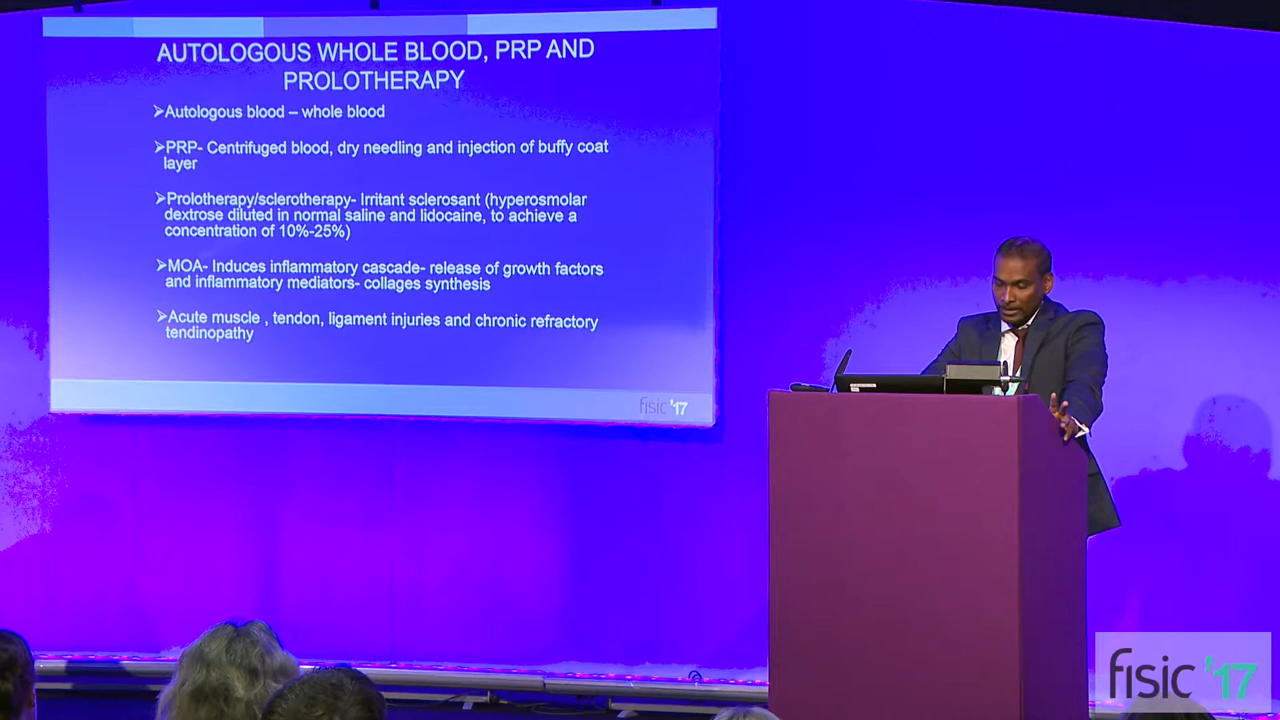 AUTOLOGOUS WHOLE BLOOD, PRP AND
PROLOTHERAPY
➢Autologous blood – whole blood
➢PRP- Centrifuged blood, dry needling and injection of buffy coat
layer
➢Prolotherapy/sclerotherapy- Irritant sclerosant (hyperosmolar
dextrose diluted in normal saline and lidocaine, to achieve a
concentration of 10%-25%)
➢MOA- Induces inflammatory cascade- release of growth factors
and inflammatory mediators- collages synthesis
➢Acute muscle , tendon, ligament injuries and chronic refractory
tendinopathy
fisic '17
fisic '17